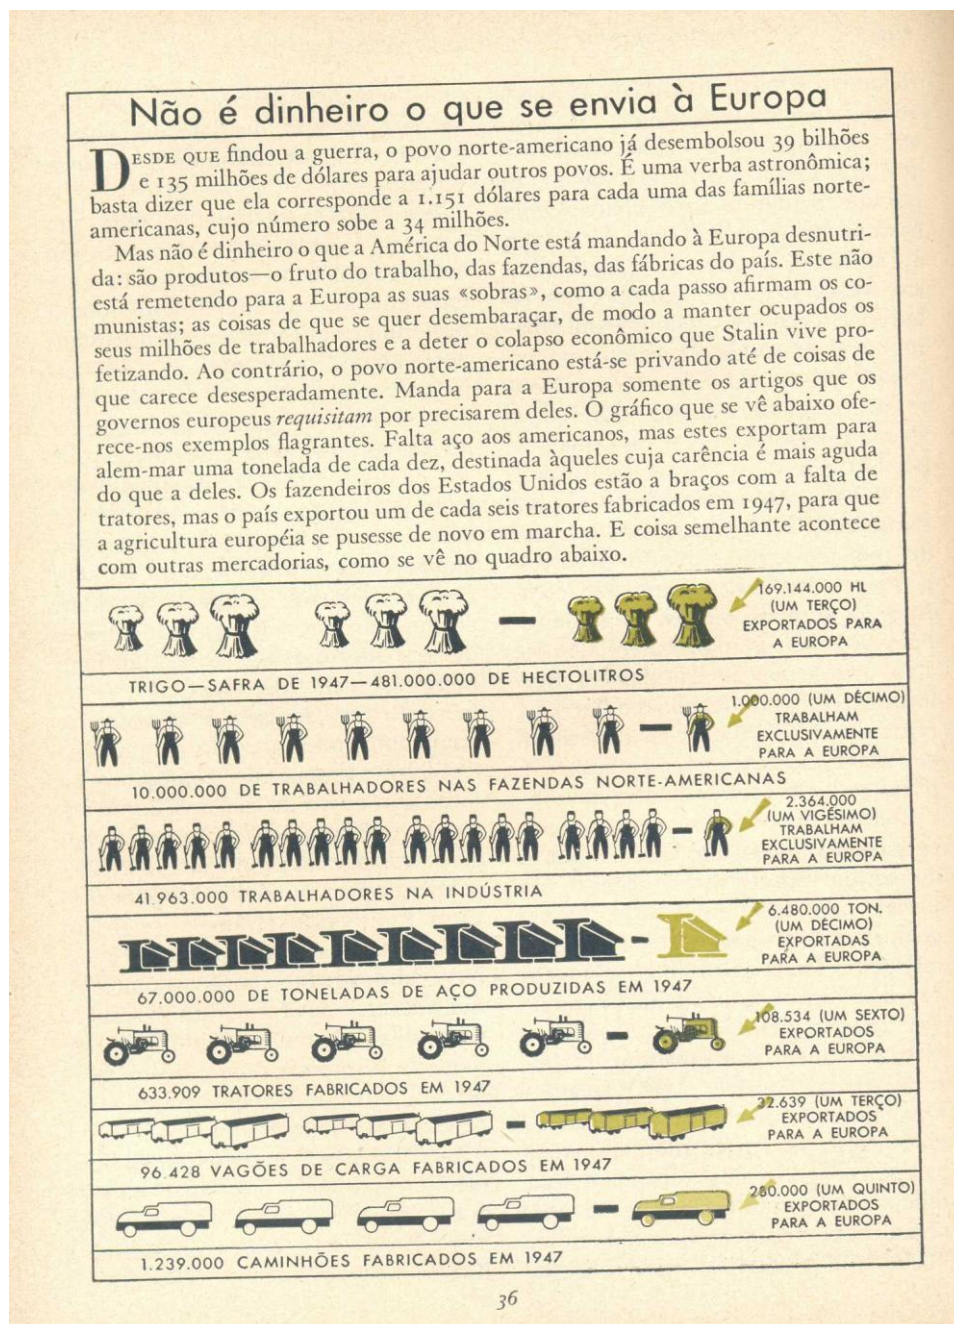 Não é dinheiro o que se envia à Europa
DESDE QUE findou a guerra, o povo norte-americano já desembolsou 39 bilhões
e 135 milhões de dólares para ajudar outros povos. É uma verba astronômica;
basta dizer que ela corresponde a 1.151 dólares para cada uma das famílias norte-
americanas, cujo número sobe a 34 milhões.
Mas não é dinheiro o que a América do Norte está mandando à Europa desnutri-
da: são produtos—o fruto do trabalho, das fazendas, das fábricas do país. Este não
está remetendo para a Europa as suas «sobras», como a cada passo afirmam os co-
munistas; as coisas de que se quer desembaraçar, de modo a manter ocupados os
seus milhões de trabalhadores e a deter o colapso econômico que Stalin vive pro-
fetizando. Ao contrário, o povo norte-americano está-se privando até de coisas de
que carece desesperadamente. Manda para a Europa somente os artigos que os
governos europeus requisitam por precisarem deles. O gráfico que se vê abaixo ofe-
rece-nos exemplos flagrantes. Falta aço aos americanos, mas estes exportam para
alem-mar uma tonelada de cada dez, destinada àqueles cuja carência é mais aguda
do que a deles. Os fazendeiros dos Estados Unidos estão a braços com a falta de
tratores, mas o país exportou um de cada seis tratores fabricados em 1947, para que
a agricultura européia se pusesse de novo em marcha. E coisa semelhante acontece
com outras mercadorias, como se vê no quadro abaixo.
169.144.000 HL
(UM TERÇO)
EXPORTADOS PARA
A EUROPA
TRIGO—SAFRA DE 1947—481.000.000 DE HECTOLITROS
1.000.000 (UM DÉCIMO)
TRABALHAM
EXCLUSIVAMENTE
PARA A EUROPA
10.000.000 DE TRABALHADORES NAS FAZENDAS NORTE-AMERICANAS
2.364.000
(UM VIGÉSIMO)
TRABALHAM
EXCLUSIVAMENTE
PARA A EUROPA
41.963.000 TRABALHADORES NA INDÚSTRIA
6.480.000 TON.
(UM DÉCIMO)
EXPORTADAS
PARA A EUROPA
67.000.000 DE TONELADAS DE AÇO PRODUZIDAS EM 1947
108.534 (UM SEXTO)
EXPORTADOS
PARA A EUROPA
633.909 TRATORES FABRICADOS EM 1947
32.639 (UM TERÇO)
EXPORTADOS
PARA A EUROPA
96.428 VAGÕES DE CARGA FABRICADOS EM 1947
280.000 (UM QUINTO)
EXPORTADOS
PARA A EUROPA
1.239.000 CAMINHÕES FABRICADOS EM 1947
36